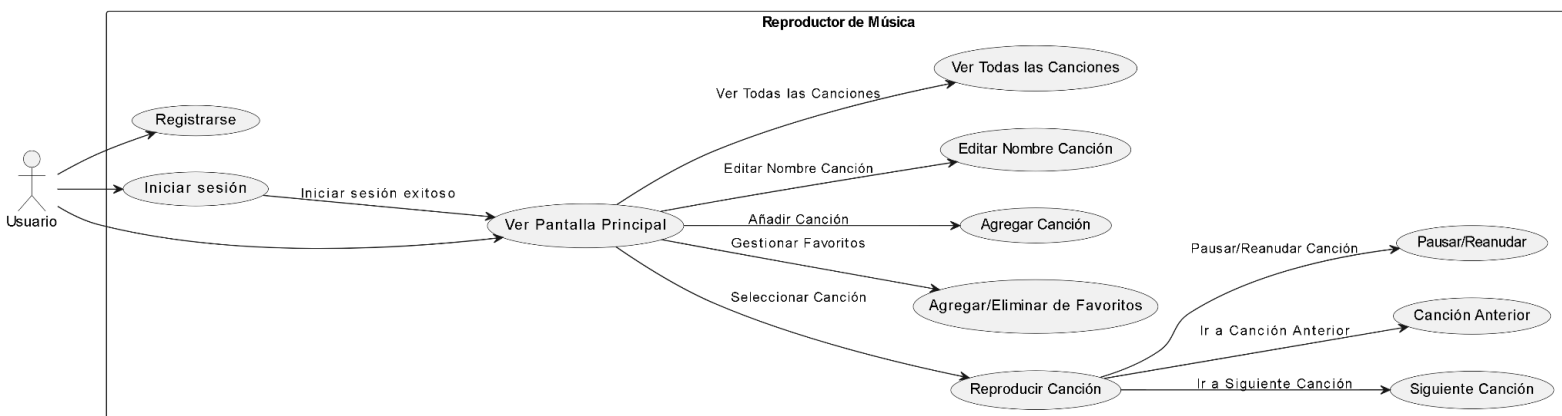 Reproductor de Música
Ver Todas las Canciones
Ver Todas las Canciones
Registrarse
Editar Nombre Canción
Editar Nombre Canción
Iniciar sesión
Iniciar sesión exitoso
Usuario
Ver Pantalla Principal
Añadir Canción
Agregar Canción
Gestionar Favoritos
Pausar/Reanudar Canción
Pausar/Reanudar
Seleccionar Canción
Agregar/Eliminar de Favoritos
Ir a Canción Anterior
Canción Anterior
Reproducir Canción
Ir a Siguiente Canción
Siguiente Canción